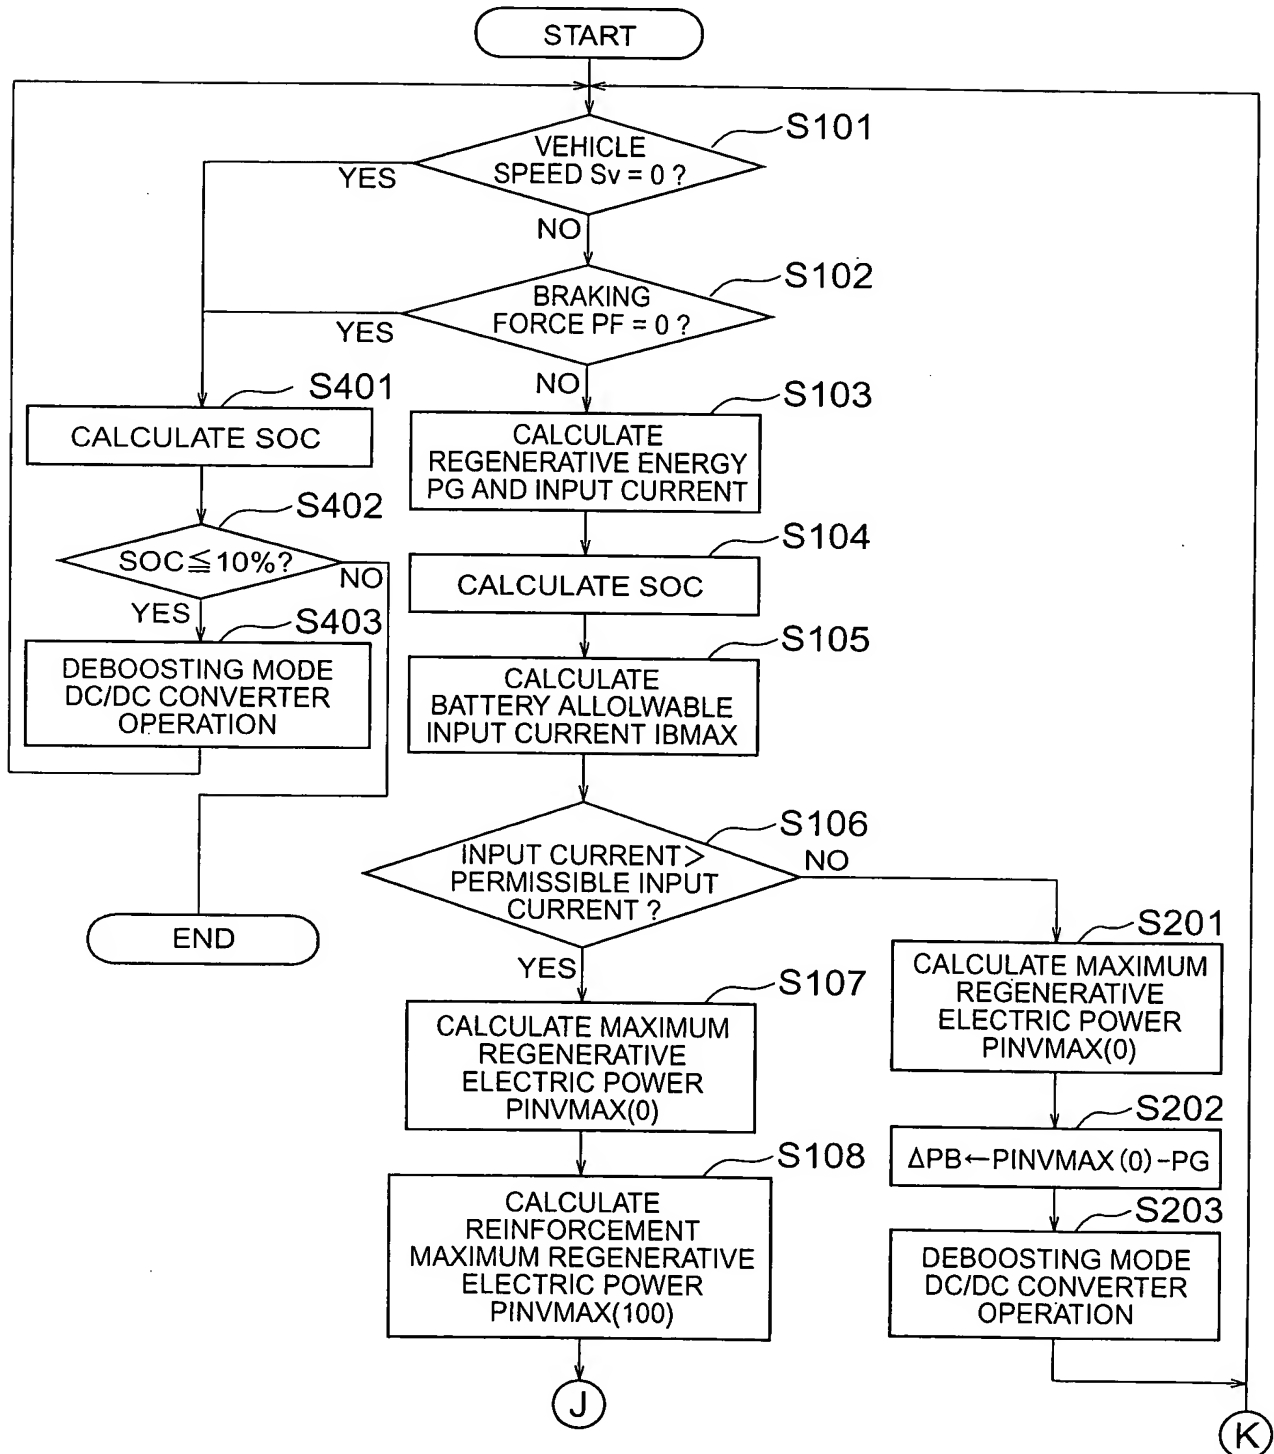 START
S101
VEHICLE
SPEED Sv = 0 ?
YES
NO
S102
BRAKING
FORCE PF = 0 ?
YES
NO
S401
CALCULATE SOC
S402
SOC≦10%?
NO
YES
S403
DEBOOSTING MODE
DC/DC CONVERTER
OPERATION
END
S103
CALCULATE
REGENERATIVE ENERGY
PG AND INPUT CURRENT
S104
CALCULATE SOC
S105
CALCULATE
BATTERY ALLOLWABLE
INPUT CURRENT IBMAX
S106
INPUT CURRENT>
PERMISSIBLE INPUT
CURRENT ?
NO
YES
S107
CALCULATE MAXIMUM
REGENERATIVE
ELECTRIC POWER
PINVMAX(0)
S108
CALCULATE
REINFORCEMENT
MAXIMUM REGENERATIVE
ELECTRIC POWER
PINVMAX(100)
J
S201
CALCULATE MAXIMUM
REGENERATIVE
ELECTRIC POWER
PINVMAX(0)
S202
ΔPB←PINVMAX(0)-PG
S203
DEBOOSTING MODE
DC/DC CONVERTER
OPERATION
K